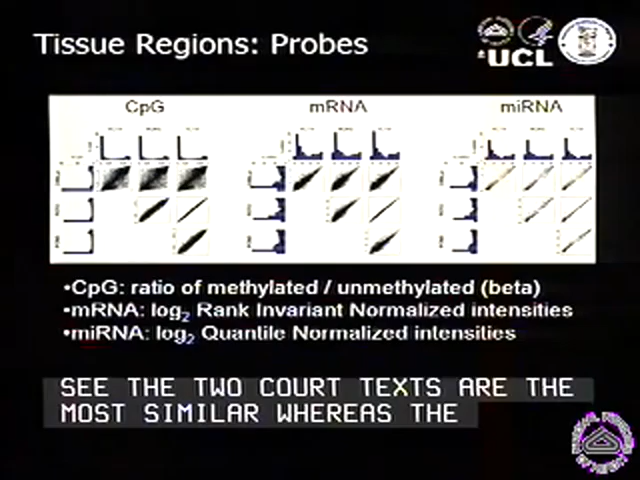 Tissue Regions: Probes
UCL
CpG mRNA miRNA
•CpG: ratio of methylated / unmethylated (beta)
•mRNA: log2 Rank Invariant Normalized intensities
•miRNA: log2 Quantile Normalized intensities
SEE THE TWO COURT TEXTS ARE THE
MOST SIMILAR WHEREAS THE